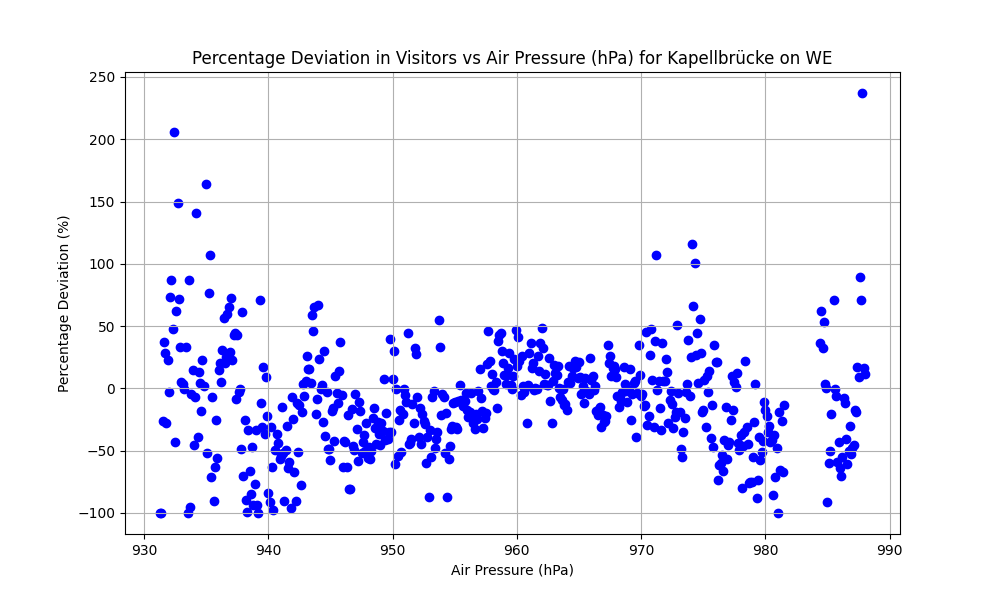 Percentage Deviation in Visitors vs Air Pressure (hPa) for Kapellbrücke on WE
250
200
150
100
50
0
−50
−100
Percentage Deviation (%)
930 940 950 960 970 980 990
Air Pressure (hPa)